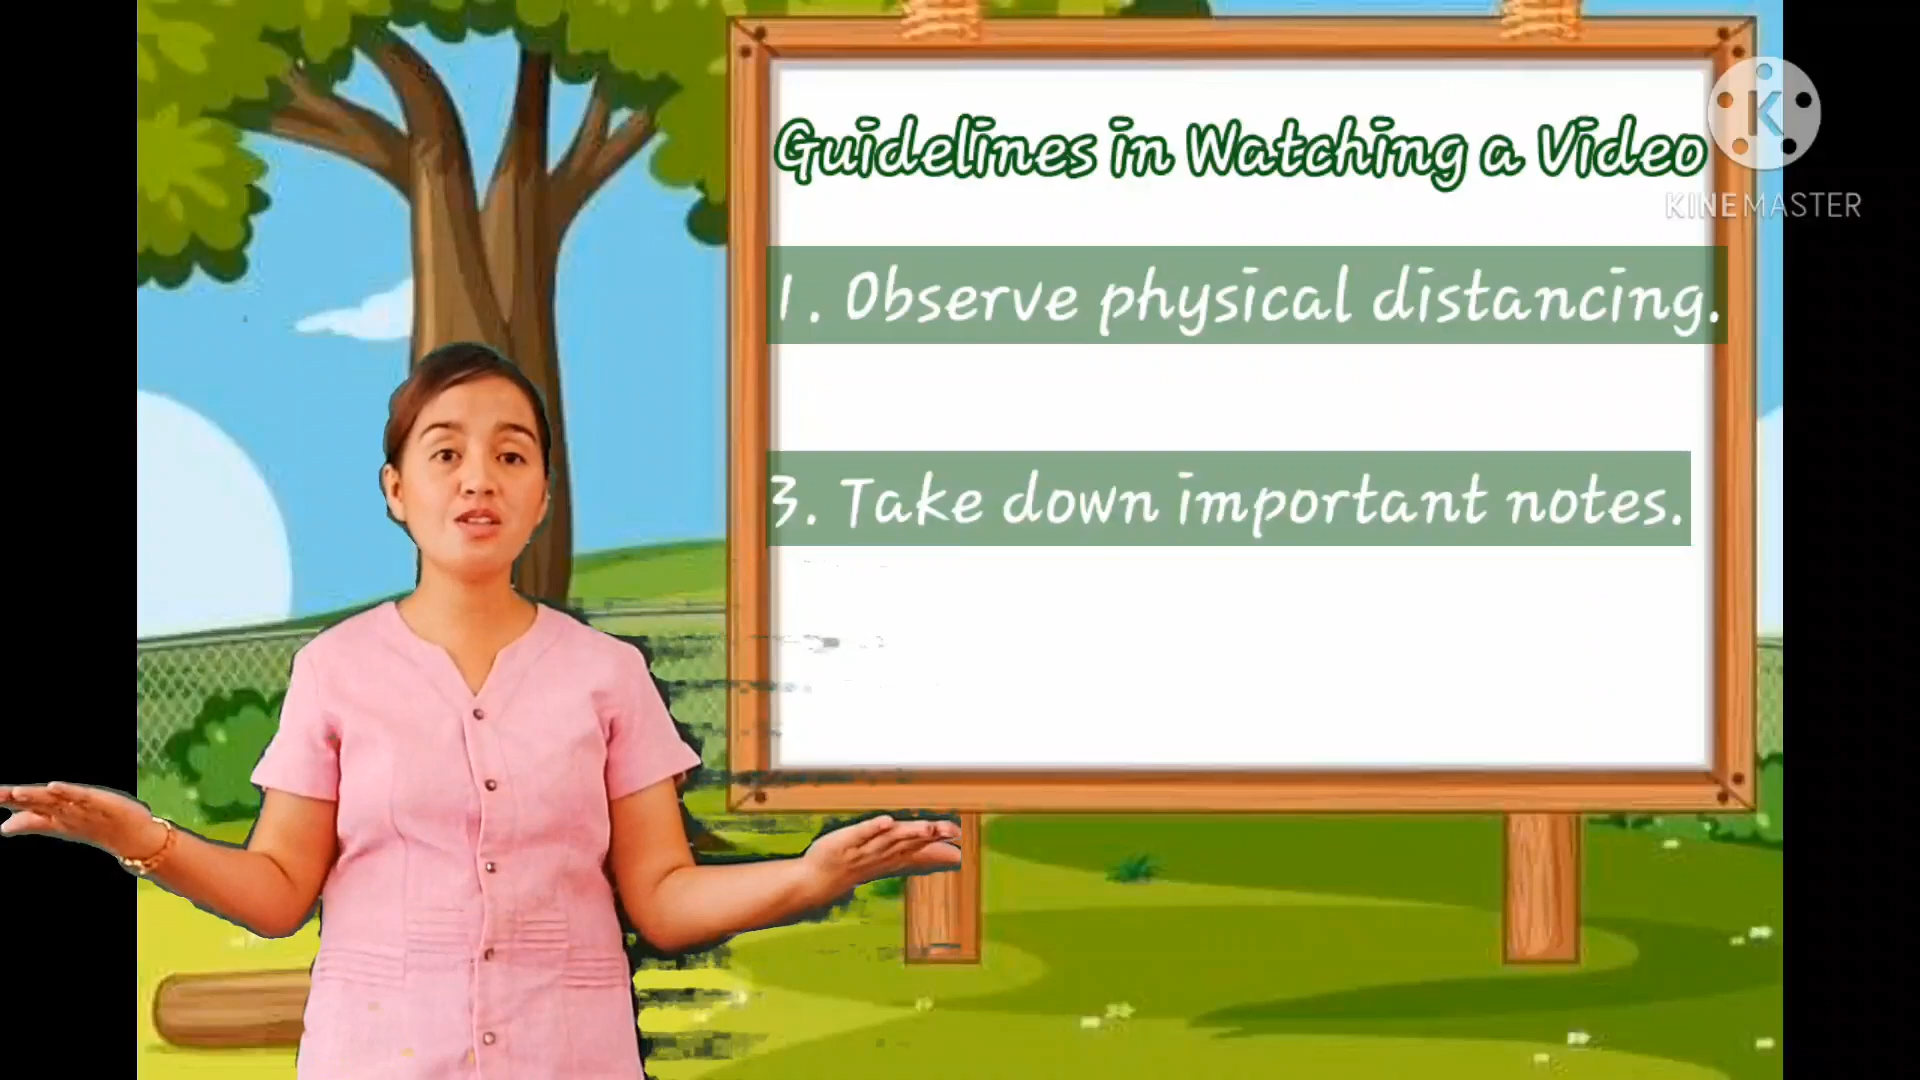 Guidelines in Watching a Video
K
KINEMASTER
1. Observe physical distancing.
3. Take down important notes.